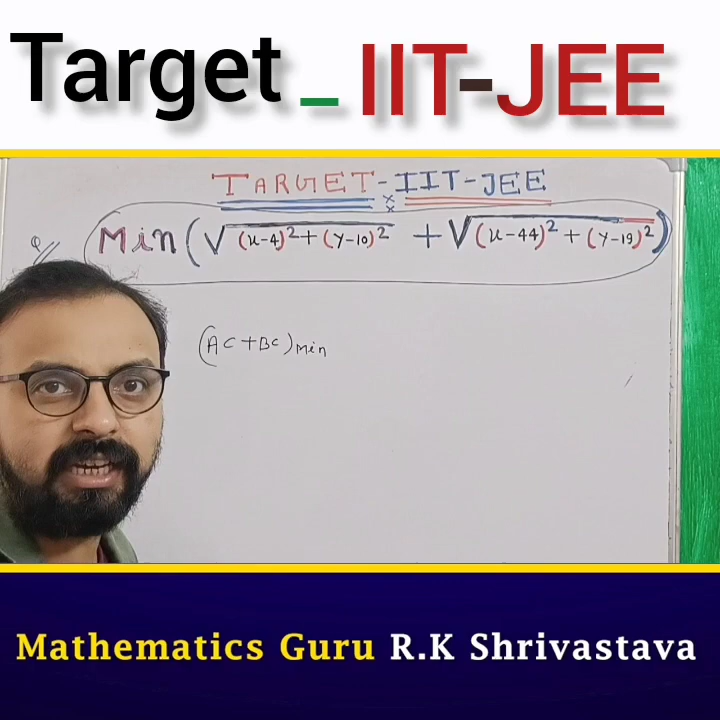 Target _ IIT-JEE
TARGET-IIT-JEE
Q
Min(√(x-4)²+(y-10)² +√(x-44)²+(y-19)²)
(AC+BC)Min
Mathematics Guru R.K Shrivastava